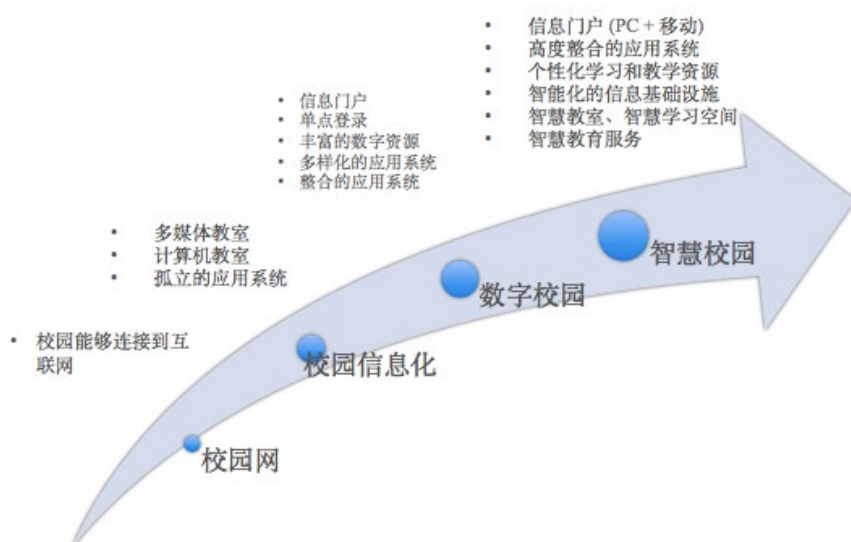 • 信息门户 (PC + 移动)
• 高度整合的应用系统
• 个性化学习和教学资源
• 智能化的信息基础设施
• 智慧教室、智慧学习空间
• 智慧教育服务
• 信息门户
• 单点登录
• 丰富的数字资源
• 多样化的应用系统
• 整合的应用系统
• 多媒体教室
• 计算机教室
• 孤立的应用系统
• 校园能够连接到互
联网
智慧校园
数字校园
校园信息化
校园网